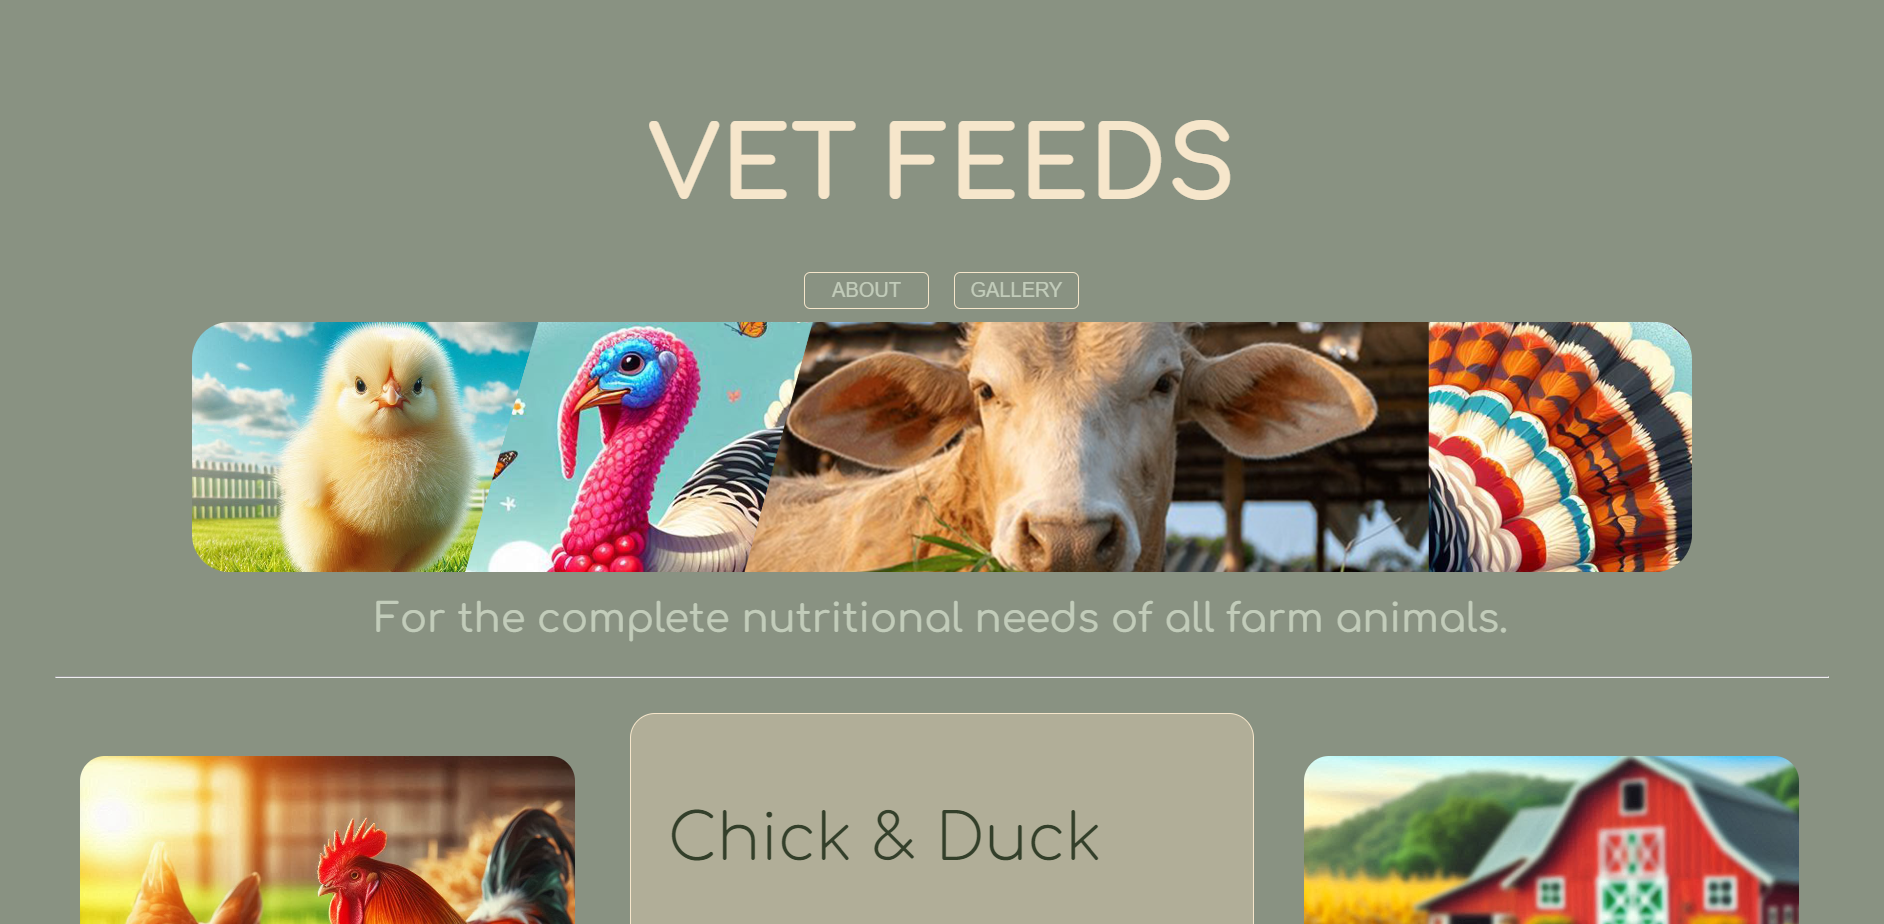 VET FEEDS
ABOUT
GALLERY
For the complete nutritional needs of all farm animals.
Chick & Duck